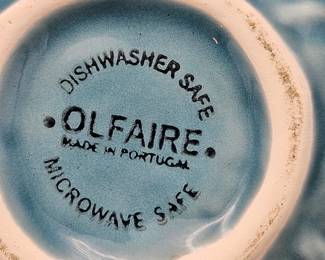 DISHWASHER SAFE
• OLFAIRE •
MADE IN PORTUGAL
MICROWAVE SAFE